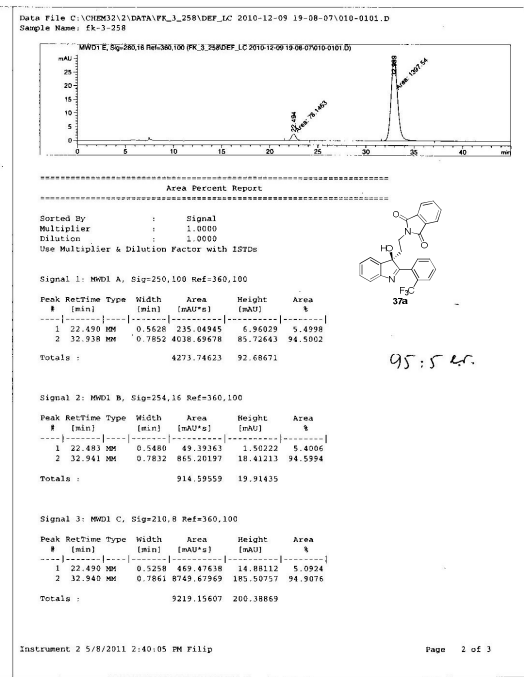 Data File C:\CHEM32\2\DATA\FK_3_258\DEF_LC 2010-12-09 19-08-07\010-0101.D
Sample Name: fk-3-258
MWD1 E, Sig=280,16 Ref=360,100 (FK_3_258\DEF_LC 2010-12-09 19-08-07\010-0101.D)
mAU
25
20
15
10
5
0
22.494
Area: 78.1463
Area: 1397.54
0 5 10 15 20 25 30 35 40 min
Area Percent Report
Sorted By : Signal
Multiplier : 1.0000
Dilution : 1.0000
Use Multiplier & Dilution Factor with ISTDs
O
N
O
HO
N
F3C
37a
95:5 er.
Signal 1: MWD1 A, Sig=250,100 Ref=360,100
Peak RetTime Type Width Area Height Area
# [min] [min] [mAU*s] [mAU] %
1 22.490 MM 0.5628 235.04945 6.96029 5.4998
2 32.938 MM 0.7852 4038.69678 85.72643 94.5002
Totals : 4273.74623 92.68671
Signal 2: MWD1 B, Sig=254,16 Ref=360,100
Peak RetTime Type Width Area Height Area
# [min] [min] [mAU*s] [mAU] %
1 22.483 MM 0.5480 49.39363 1.50222 5.4006
2 32.941 MM 0.7832 865.20197 18.41213 94.5994
Totals : 914.59559 19.91435
Signal 3: MWD1 C, Sig=210,8 Ref=360,100
Peak RetTime Type Width Area Height Area
# [min] [min] [mAU*s] [mAU] %
1 22.490 MM 0.5258 469.47638 14.88112 5.0924
2 32.940 MM 0.7861 8749.67969 185.50757 94.9076
Totals : 9219.15607 200.38869
Instrument 2 5/8/2011 2:40:05 PM Filip Page 2 of 3